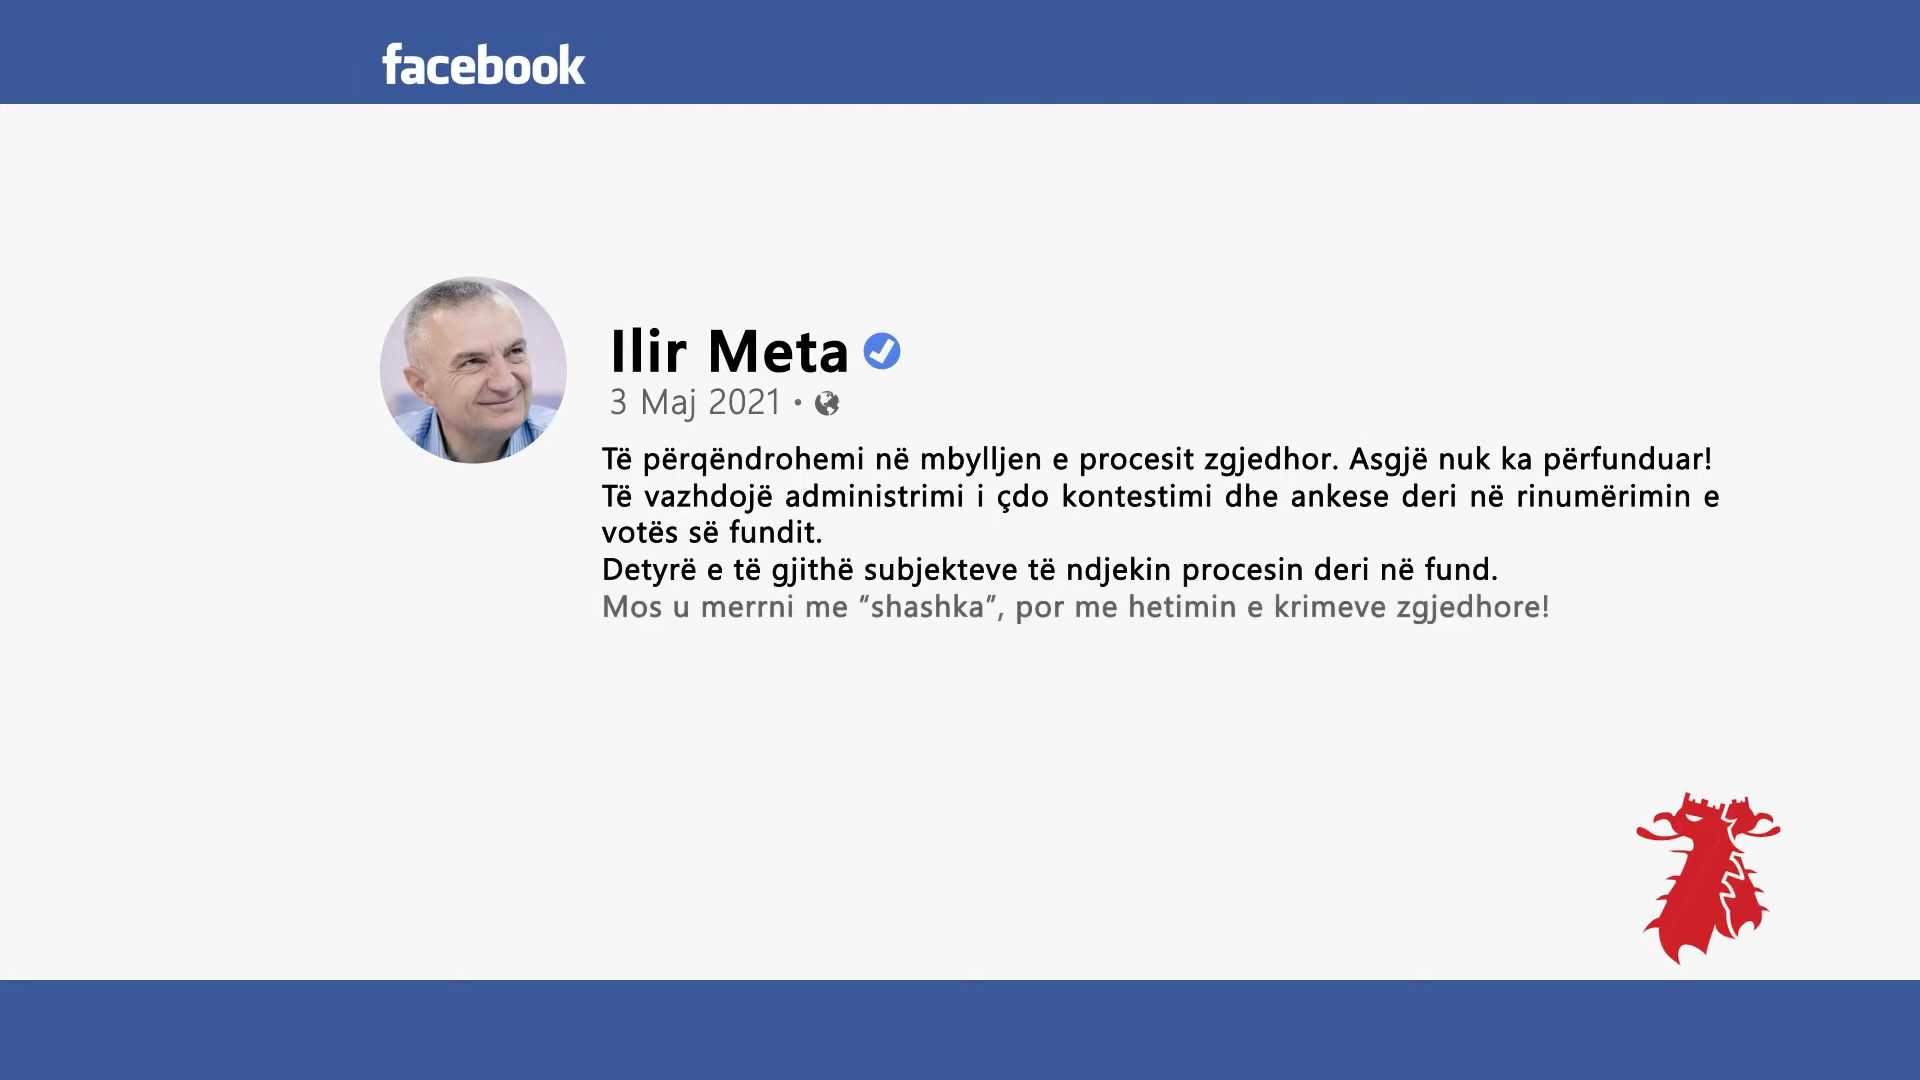 facebook
Ilir Meta
3 Maj 2021 •
Të përqëndrohemi në mbylljen e procesit zgjedhor. Asgjë nuk ka përfunduar!
Të vazhdojë administrimi i çdo kontestimi dhe ankese deri në rinumërimin e
votës së fundit.
Detyrë e të gjithë subjekteve të ndjekin procesin deri në fund.
Mos u merrni me “shashka”, por me hetimin e krimeve zgjedhore!